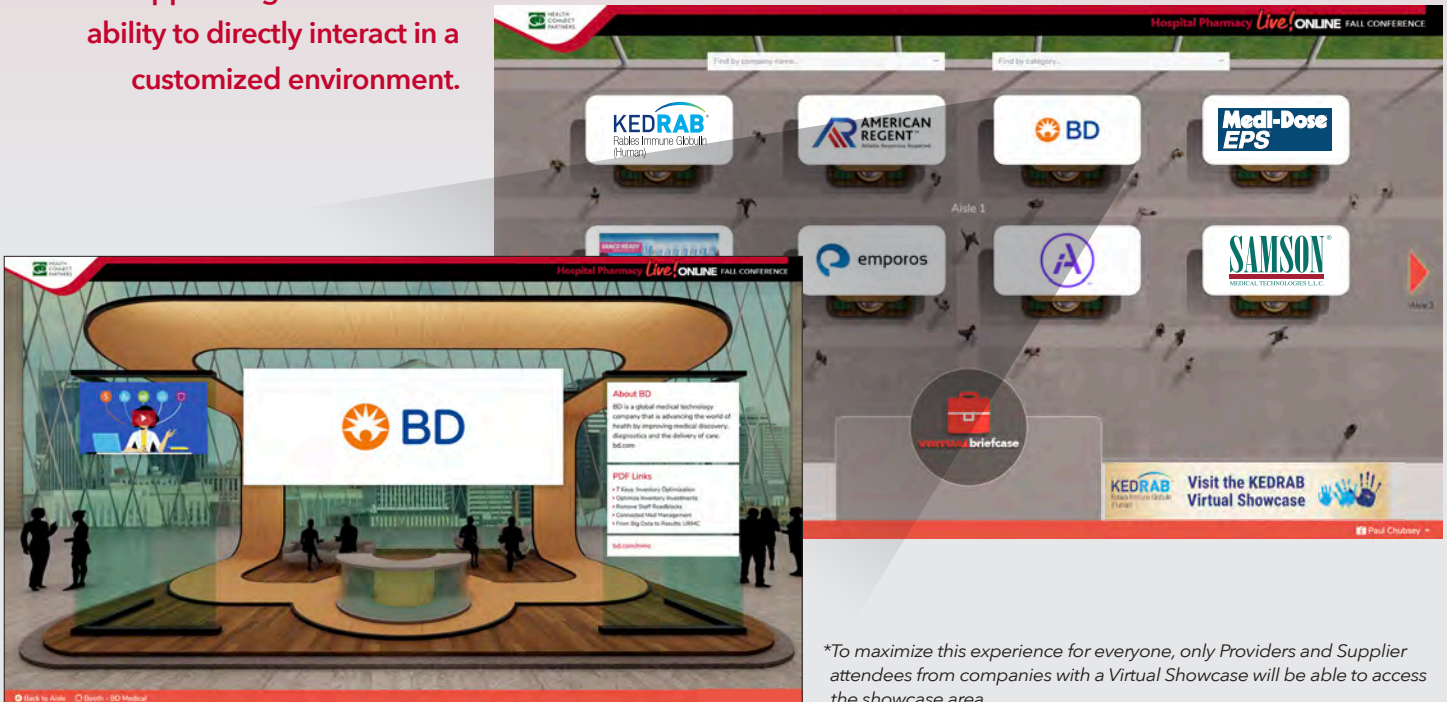 ability to directly interact in a
customized environment.
HEALTH
CONNECT
PARTNERS
Hospital Pharmacy Live! ONLINE FALL CONFERENCE
Find by company name...
Find by category...
KEDRAB
Rabies Immune Globulin
(Human)
AMERICAN
REGENT
BD
Medi-Dose
EPS
Aisle 1
emporos
A
SAMSON®
MEDICAL TECHNOLOGIES L.L.C.
VIRTUAL briefcase
KEDRAB
Rabies Immune Globulin
(Human)
Visit the KEDRAB
Virtual Showcase
Paul Chubsey
HEALTH
CONNECT
PARTNERS
Hospital Pharmacy Live! ONLINE FALL CONFERENCE
BD
About BD
BD is a global medical technology
company that is advancing the world of
health by improving medical discovery,
diagnostics and the delivery of care.
bd.com
PDF Links
• 7 Keys: Inventory Optimization
• Optimize Inventory Investments
• Remove Staff Roadblocks
• Connected Med Management
• From Big Data to Results: URMC
bd.com/mms
Back to Aisle Booth - BD Medical
*To maximize this experience for everyone, only Providers and Supplier
attendees from companies with a Virtual Showcase will be able to access
the showcase area